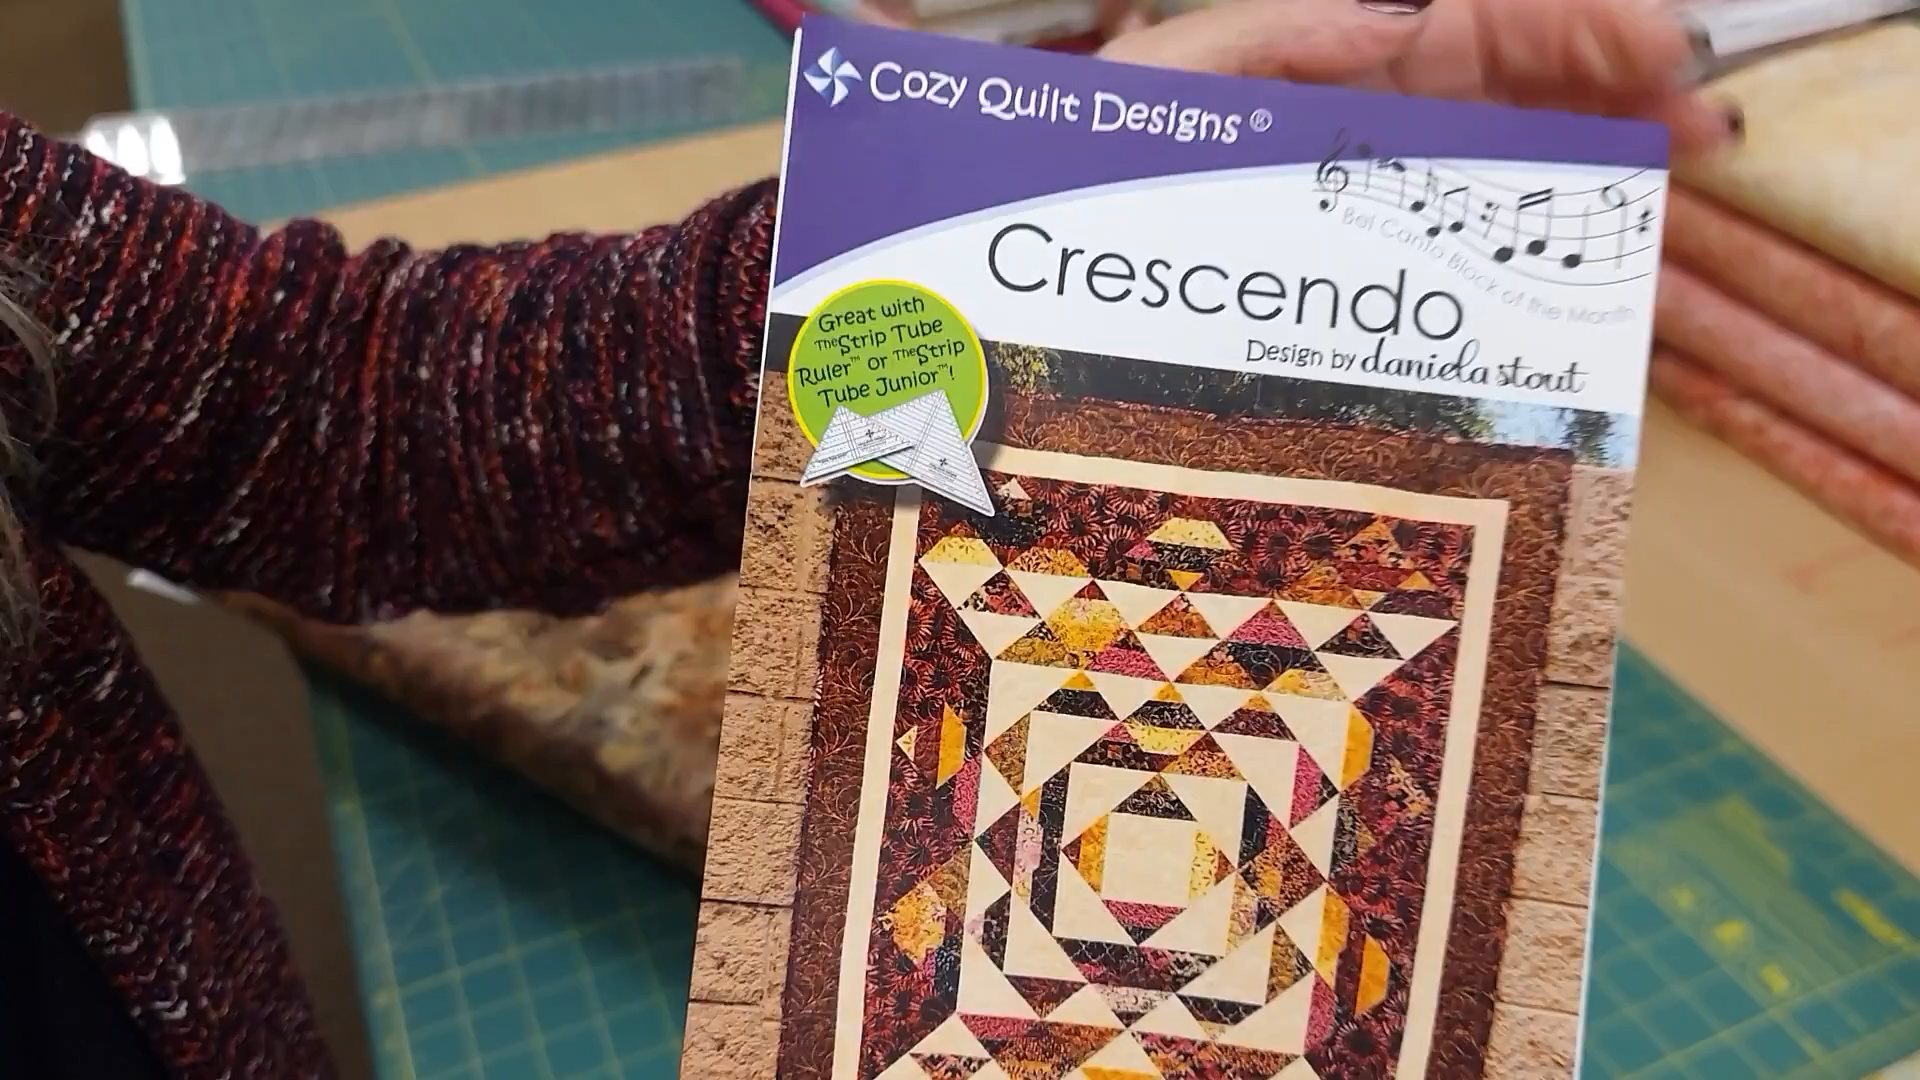 Cozy Quilt Designs®
Bel Canto Block of the Month
Crescendo
Design by daniela stout
Great with
The Strip Tube
Ruler™ or The Strip
Tube Junior™!